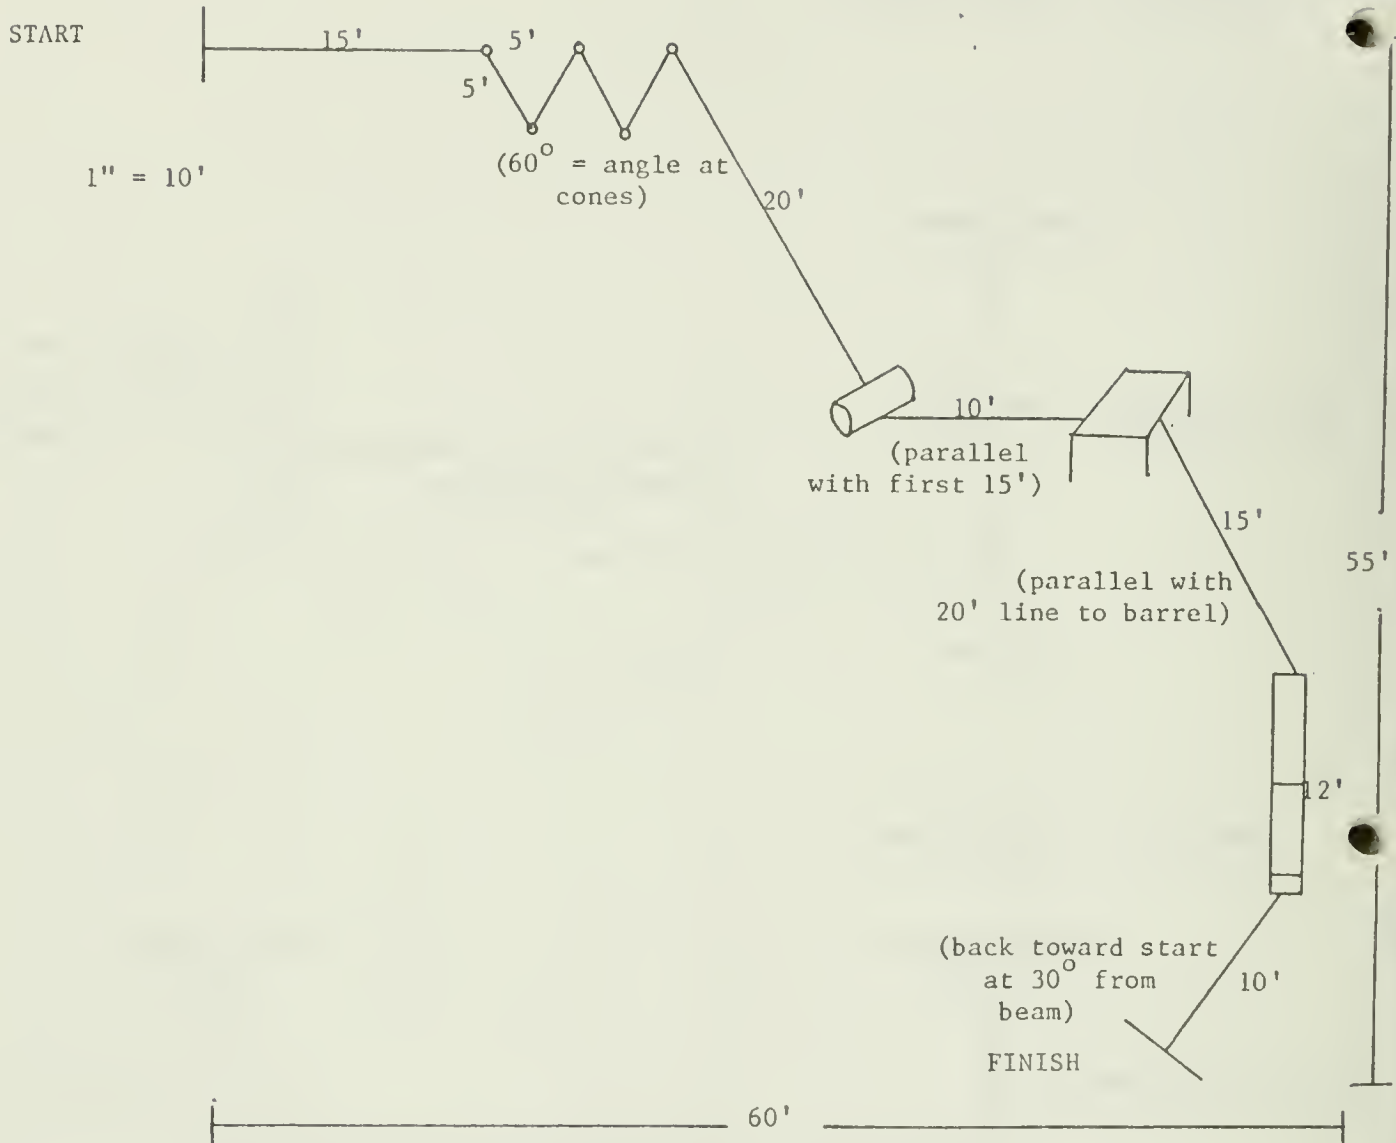 START
15'
5'
5'
1" = 10'
(60° = angle at
cones)
20'
10'
(parallel
with first 15')
15'
55'
(parallel with
20' line to barrel)
12'
(back toward start
at 30° from
beam)
10'
FINISH
60'